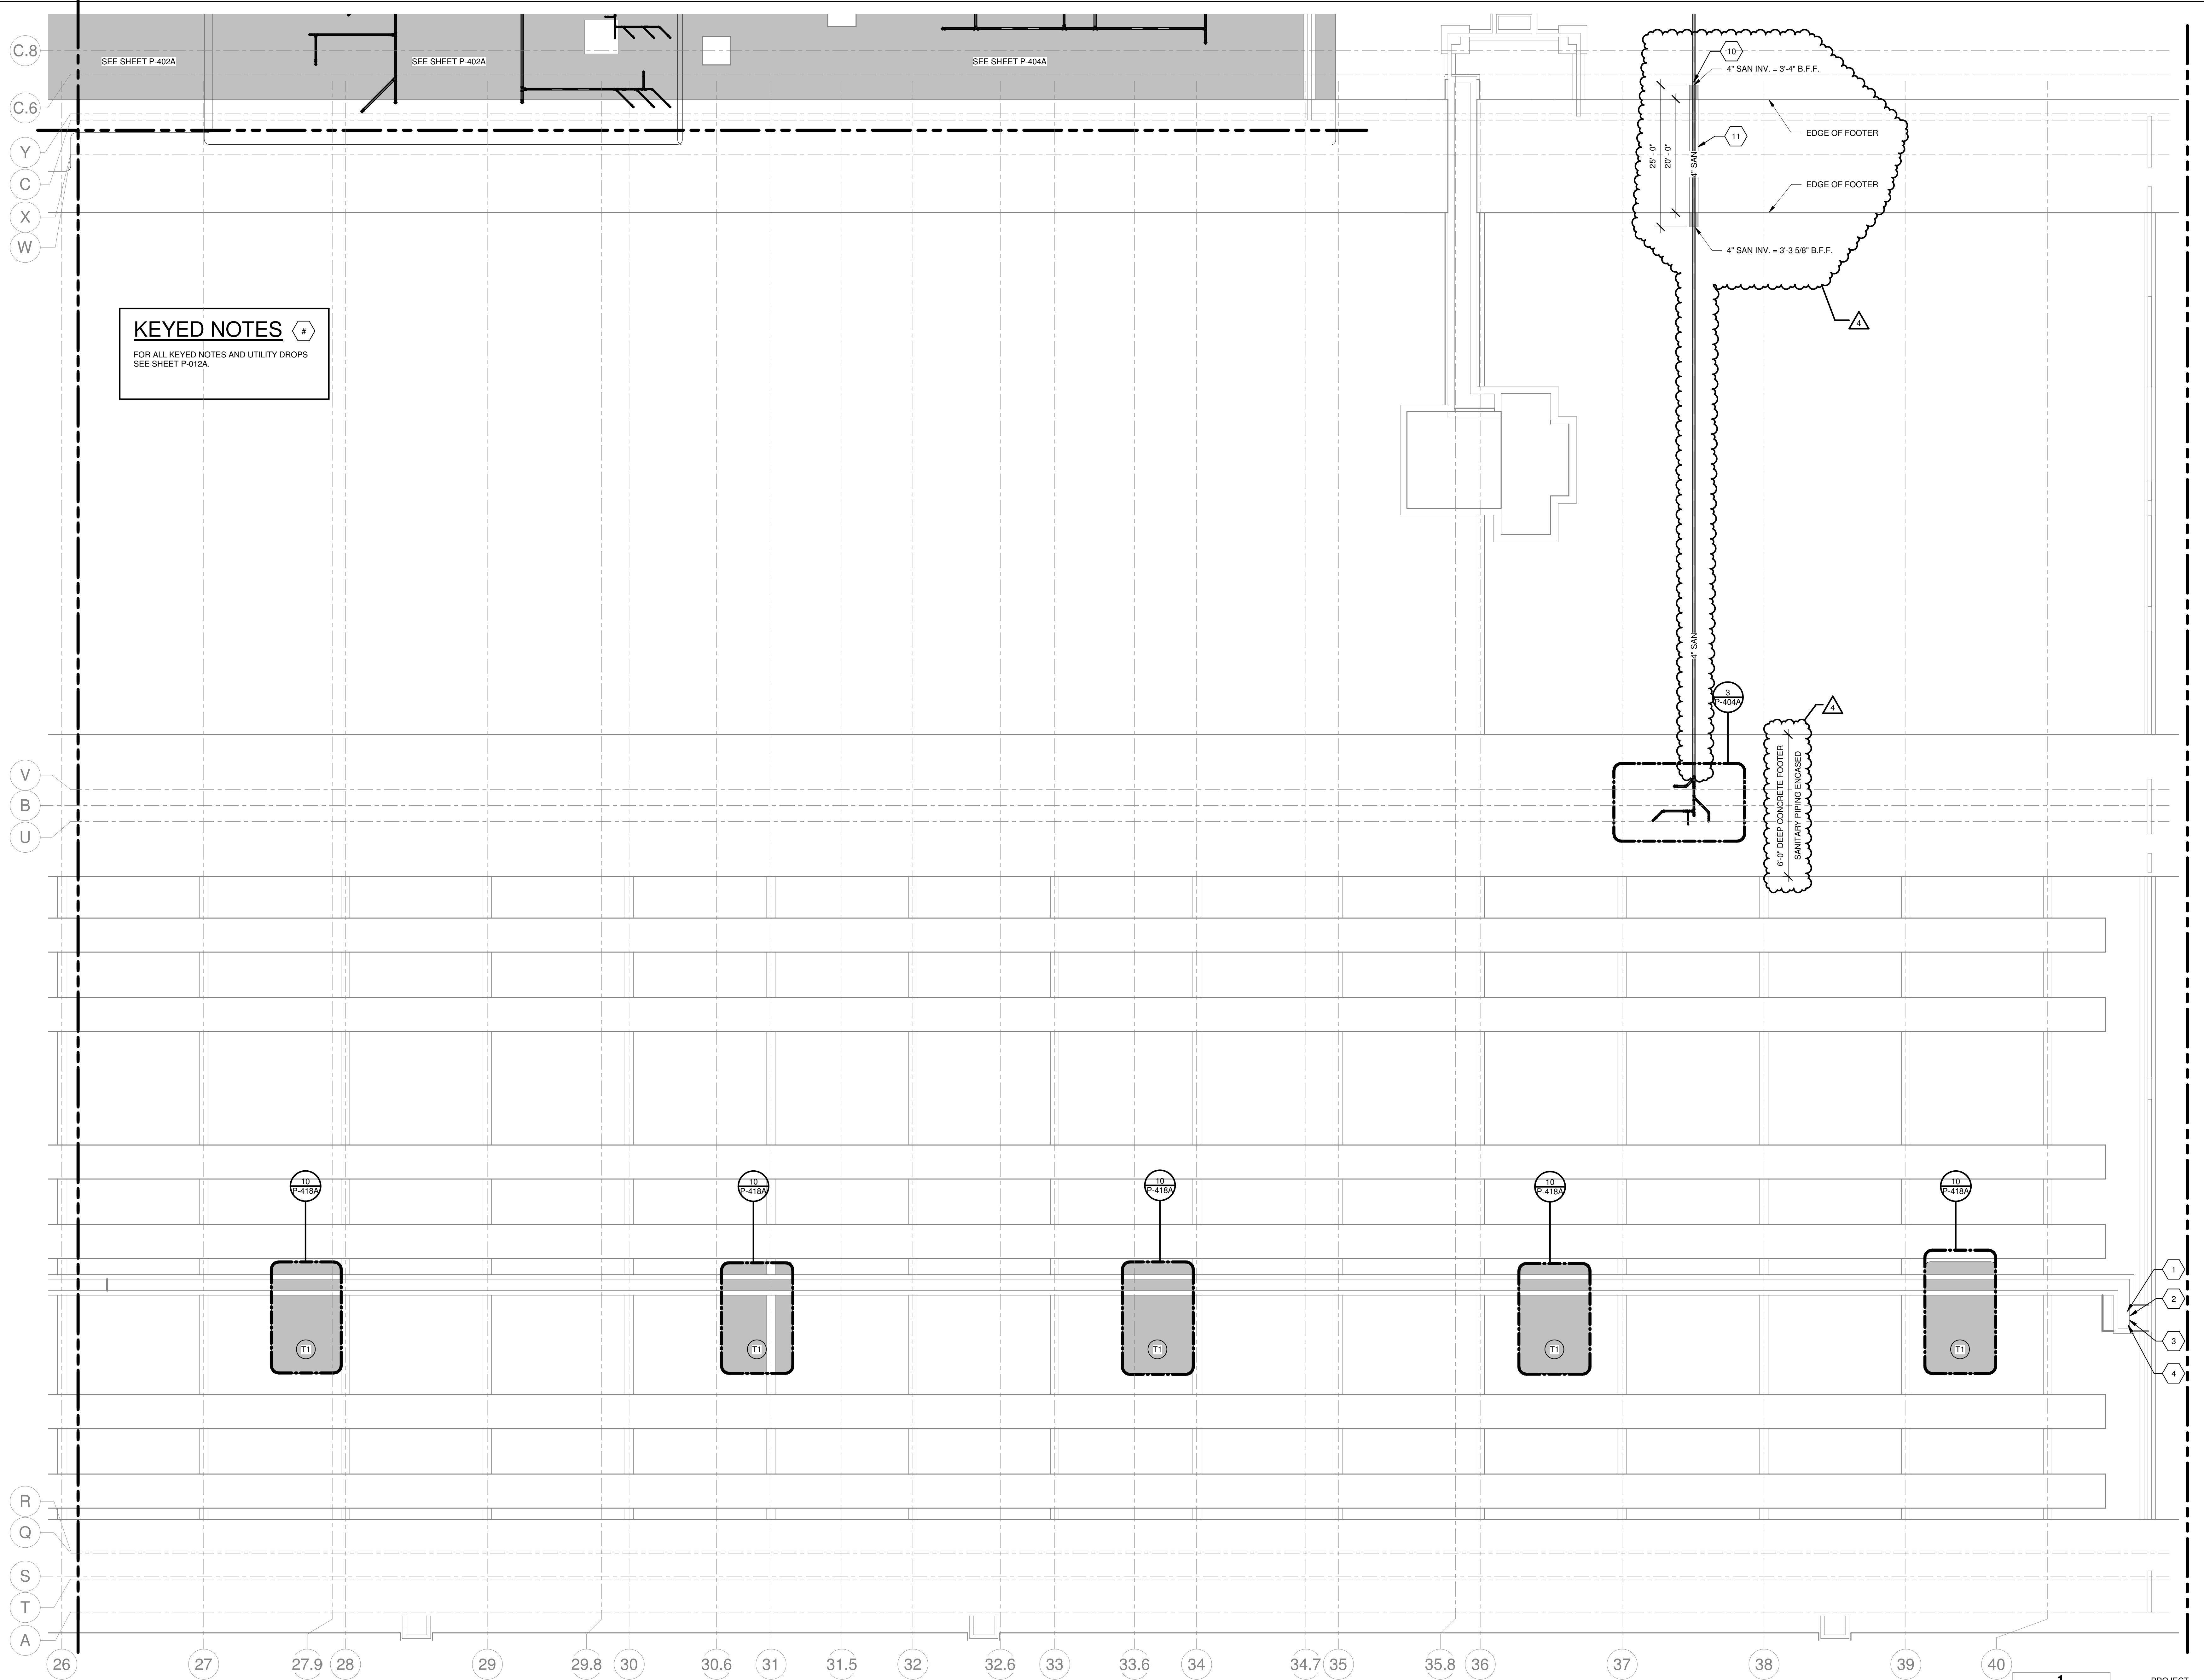 C.8
SEE SHEET P-402A
SEE SHEET P-402A
SEE SHEET P-404A
10
4" SAN INV. = 3'-4" B.F.F.
C.6
EDGE OF FOOTER
11
25' - 0"
20' - 0"
4" SAN
Y
C
EDGE OF FOOTER
X
W
4" SAN INV. = 3'-3 5/8" B.F.F.
KEYED NOTES
#
FOR ALL KEYED NOTES AND UTILITY DROPS
SEE SHEET P-012A.
4
4" SAN
3
P-404A
4
6'-0" DEEP CONCRETE FOOTER
SANITARY PIPING ENCASED
V
B
U
10
P-418A
10
P-418A
10
P-418A
10
P-418A
10
P-418A
1
2
3
4
T1
T1
T1
T1
T1
R
Q
S
T
A
26
27
27.9
28
29
29.8
30
30.6
31
31.5
32
32.6
33
33.6
34
34.7
35
35.8
36
37
38
39
40
1
PROJECT